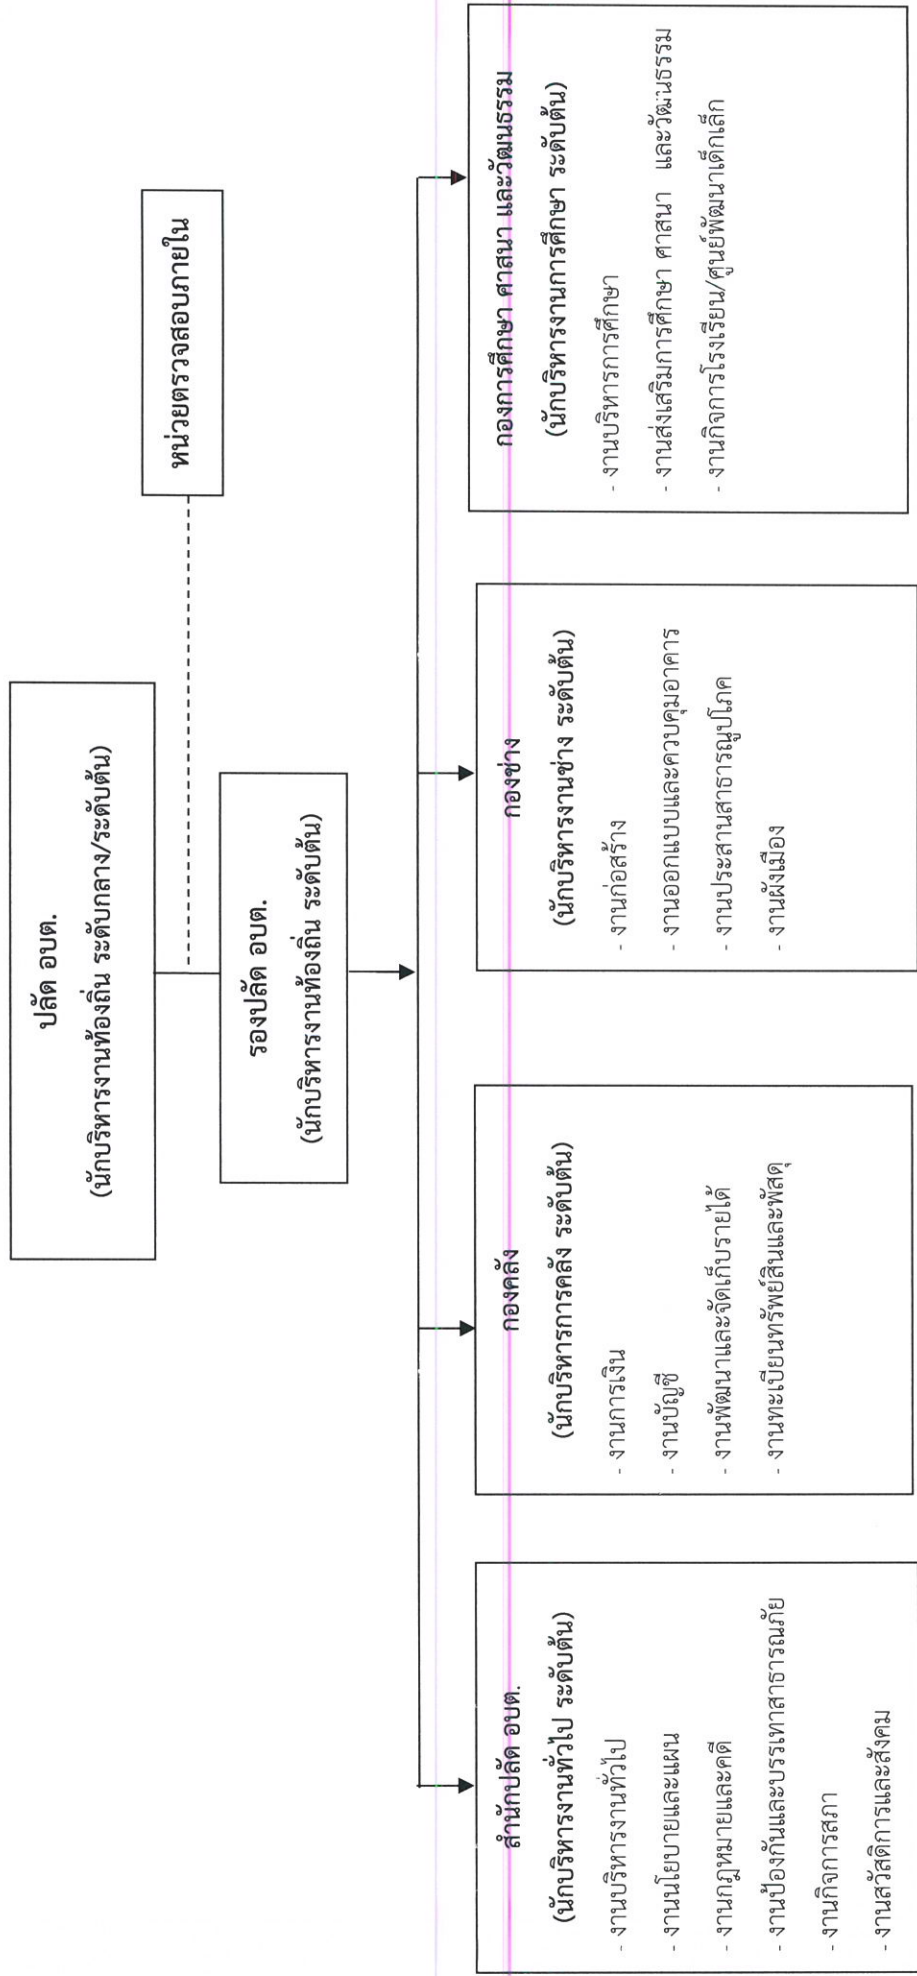 ปลัด อบต.
(นักบริหารงานท้องถิ่น ระดับกลาง/ระดับต้น)
หน่วยตรวจสอบภายใน
รองปลัด อบต.
(นักบริหารงานท้องถิ่น ระดับต้น)
สำนักปลัด อบต.
(นักบริหารงานทั่วไป ระดับต้น)
- งานบริหารงานทั่วไป
- งานนโยบายและแผน
- งานกฎหมายและคดี
- งานป้องกันและบรรเทาสาธารณภัย
- งานกิจการสภา
- งานสวัสดิการและสังคม
กองคลัง
(นักบริหารการคลัง ระดับต้น)
- งานการเงิน
- งานบัญชี
- งานพัฒนาและจัดเก็บรายได้
- งานทะเบียนทรัพย์สินและพัสดุ
กองช่าง
(นักบริหารงานช่าง ระดับต้น)
- งานก่อสร้าง
- งานออกแบบและควบคุมอาคาร
- งานประสานสาธารณูปโภค
- งานผังเมือง
กองการศึกษา ศาสนา และวัฒนธรรม
(นักบริหารงานการศึกษา ระดับต้น)
- งานบริหารการศึกษา
- งานส่งเสริมการศึกษา ศาสนา และวัฒนธรรม
- งานกิจการโรงเรียน/ศูนย์พัฒนาเด็กเล็ก